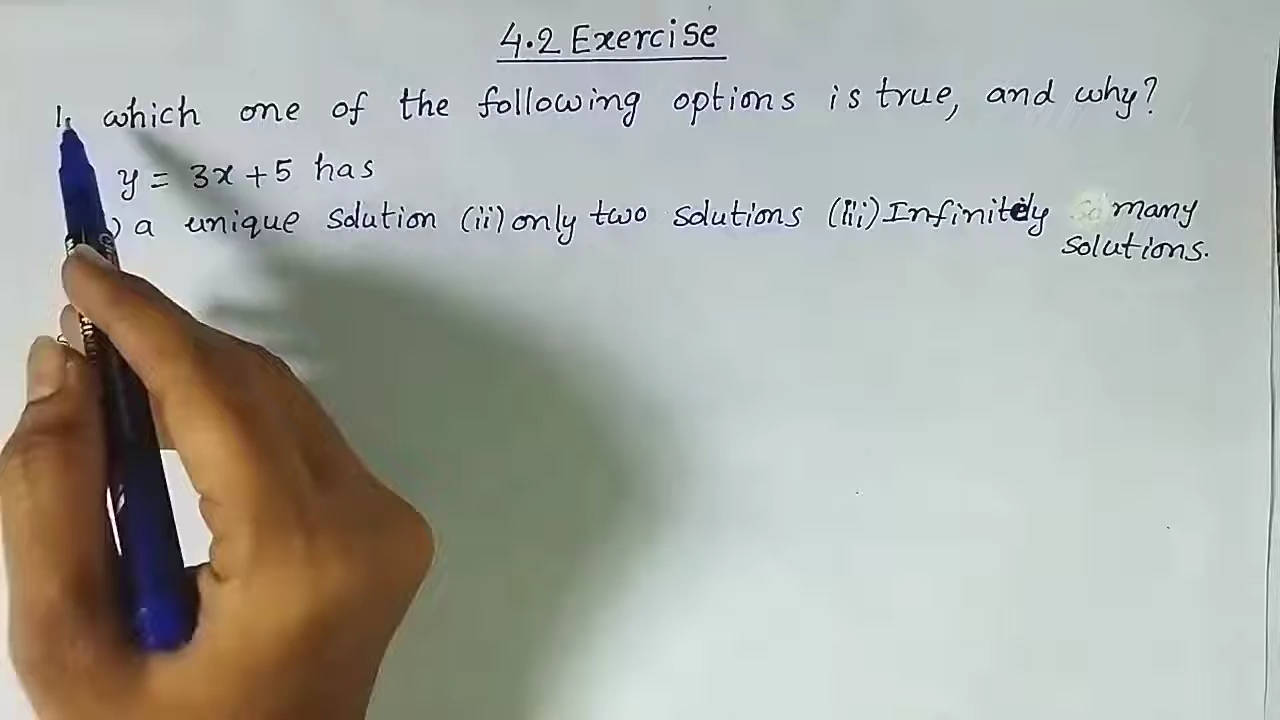 4.2 Exercise
1. which one of the following options is true, and why?
y = 3x + 5 has
) a unique solution (ii) only two solutions (iii) Infinitely many
solutions.